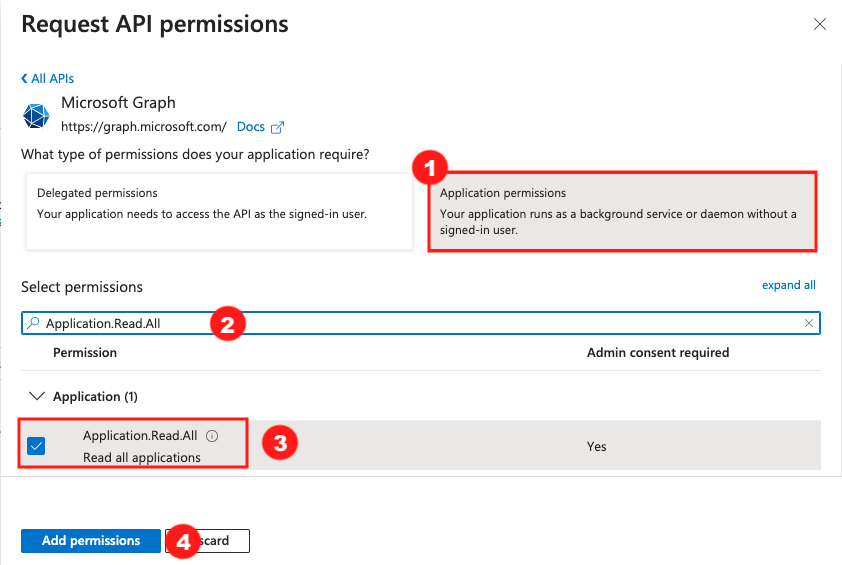 Request API permissions
All APIs
Microsoft Graph
https://graph.microsoft.com/ Docs
What type of permissions does your application require?
1
Delegated permissions
Your application needs to access the API as the signed-in user.
Application permissions
Your application runs as a background service or daemon without a
signed-in user.
Select permissions
expand all
Application.Read.All
2
Permission
Admin consent required
Application (1)
Application.Read.All
Read all applications
3
Yes
Add permissions
4
card